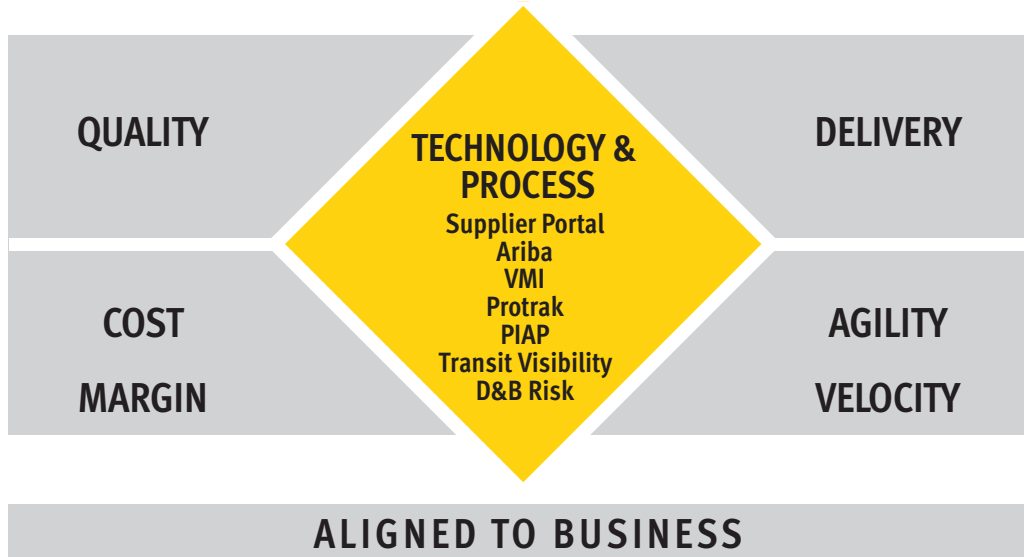 QUALITY
DELIVERY
TECHNOLOGY &
PROCESS
Supplier Portal
Ariba
VMI
Protrak
PIAP
Transit Visibility
D&B Risk
COST
MARGIN
AGILITY
VELOCITY
ALIGNED TO BUSINESS